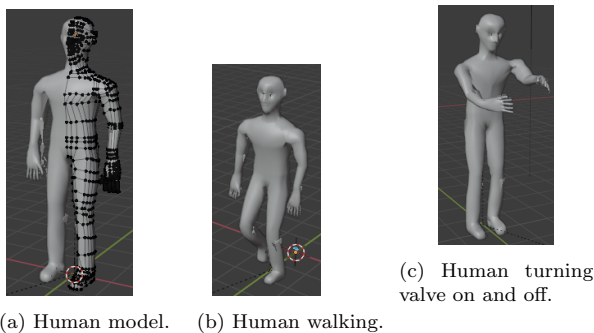 (a) Human model.
(b) Human walking.
(c) Human turning
valve on and off.